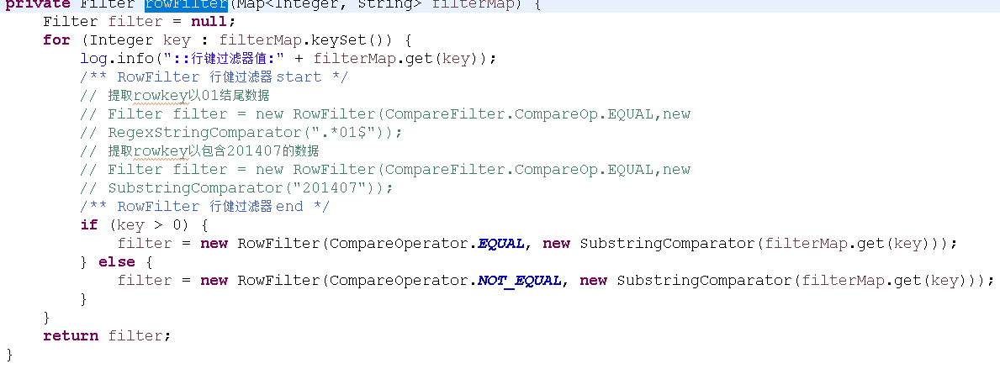 private Filter rowFilter(Map<Integer, String> filterMap) {
Filter filter = null;
for (Integer key : filterMap.keySet()) {
log.info("::行键过滤器值:" + filterMap.get(key));
/** RowFilter 行健过滤器 start */
// 提取rowkey以01结尾数据
// Filter filter = new RowFilter(CompareFilter.CompareOp.EQUAL,new
// RegexStringComparator(".*01$"));
// 提取rowkey以包含201407的数据
// Filter filter = new RowFilter(CompareFilter.CompareOp.EQUAL,new
// SubstringComparator("201407"));
/** RowFilter 行健过滤器 end */
if (key > 0) {
filter = new RowFilter(CompareOperator.EQUAL, new SubstringComparator(filterMap.get(key)));
} else {
filter = new RowFilter(CompareOperator.NOT_EQUAL, new SubstringComparator(filterMap.get(key)));
}
}
return filter;
}